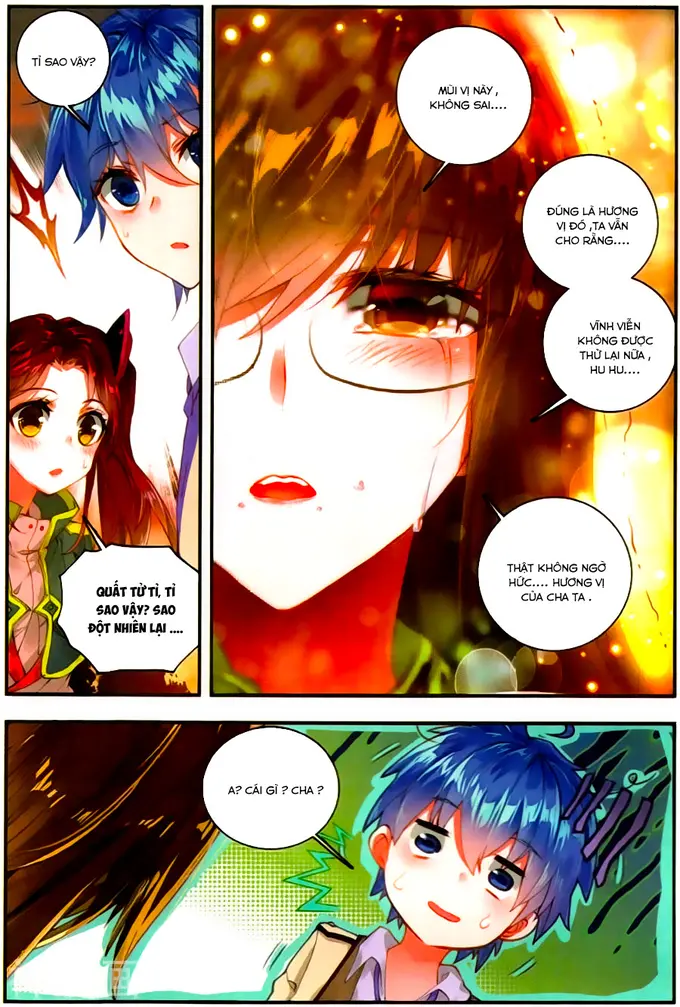 TỈ SAO VẬY?
MÙI VỊ NÀY ,
KHÔNG SAI....
ĐÚNG LÀ HƯƠNG
VỊ ĐÓ ,TA VẪN
CHO RẰNG....
VĨNH VIỄN
KHÔNG ĐƯỢC
THỬ LẠI NỮA ,
HU HU...
THẬT KHÔNG NGỜ
HỨC.... HƯƠNG VỊ
CỦA CHA TA .
QUẤT TỬ TỈ, TỈ
SAO VẬY? SAO
ĐỘT NHIÊN LẠI ....
A? CÁI GÌ ? CHA ?